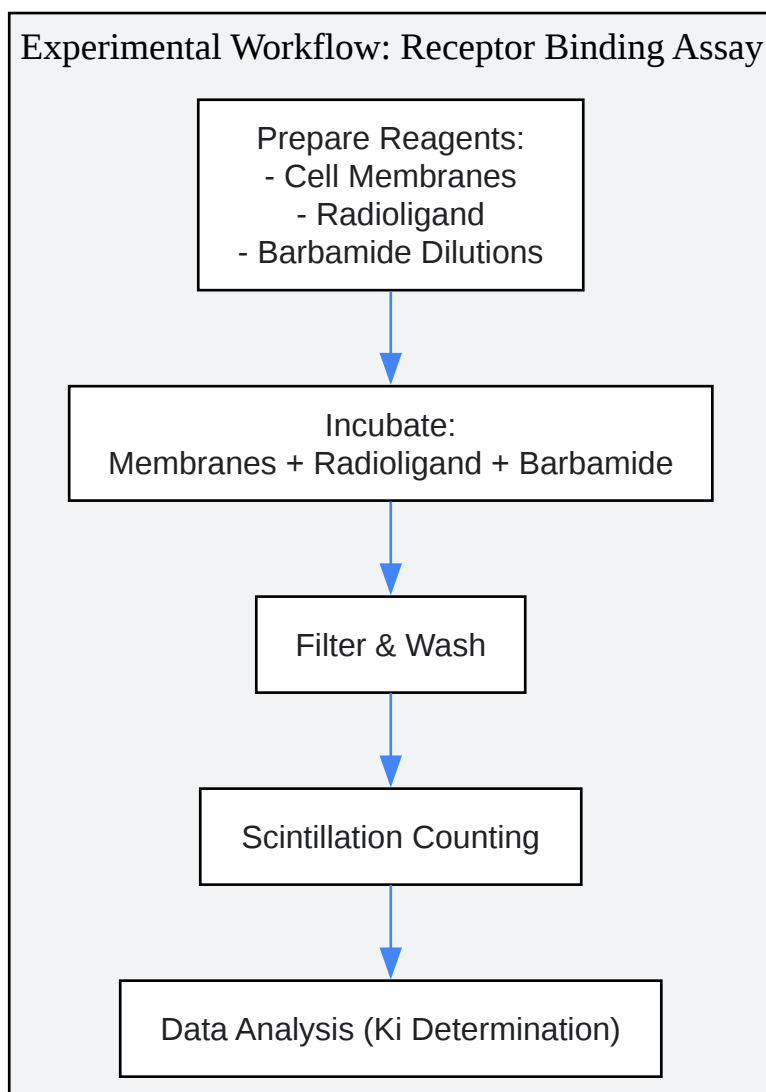 Experimental Workflow: Receptor Binding Assay
Prepare Reagents:
- Cell Membranes
- Radioligand
- Barbamide Dilutions
Incubate:
Membranes + Radioligand + Barbamide
Filter & Wash
Scintillation Counting
Data Analysis (Ki Determination)